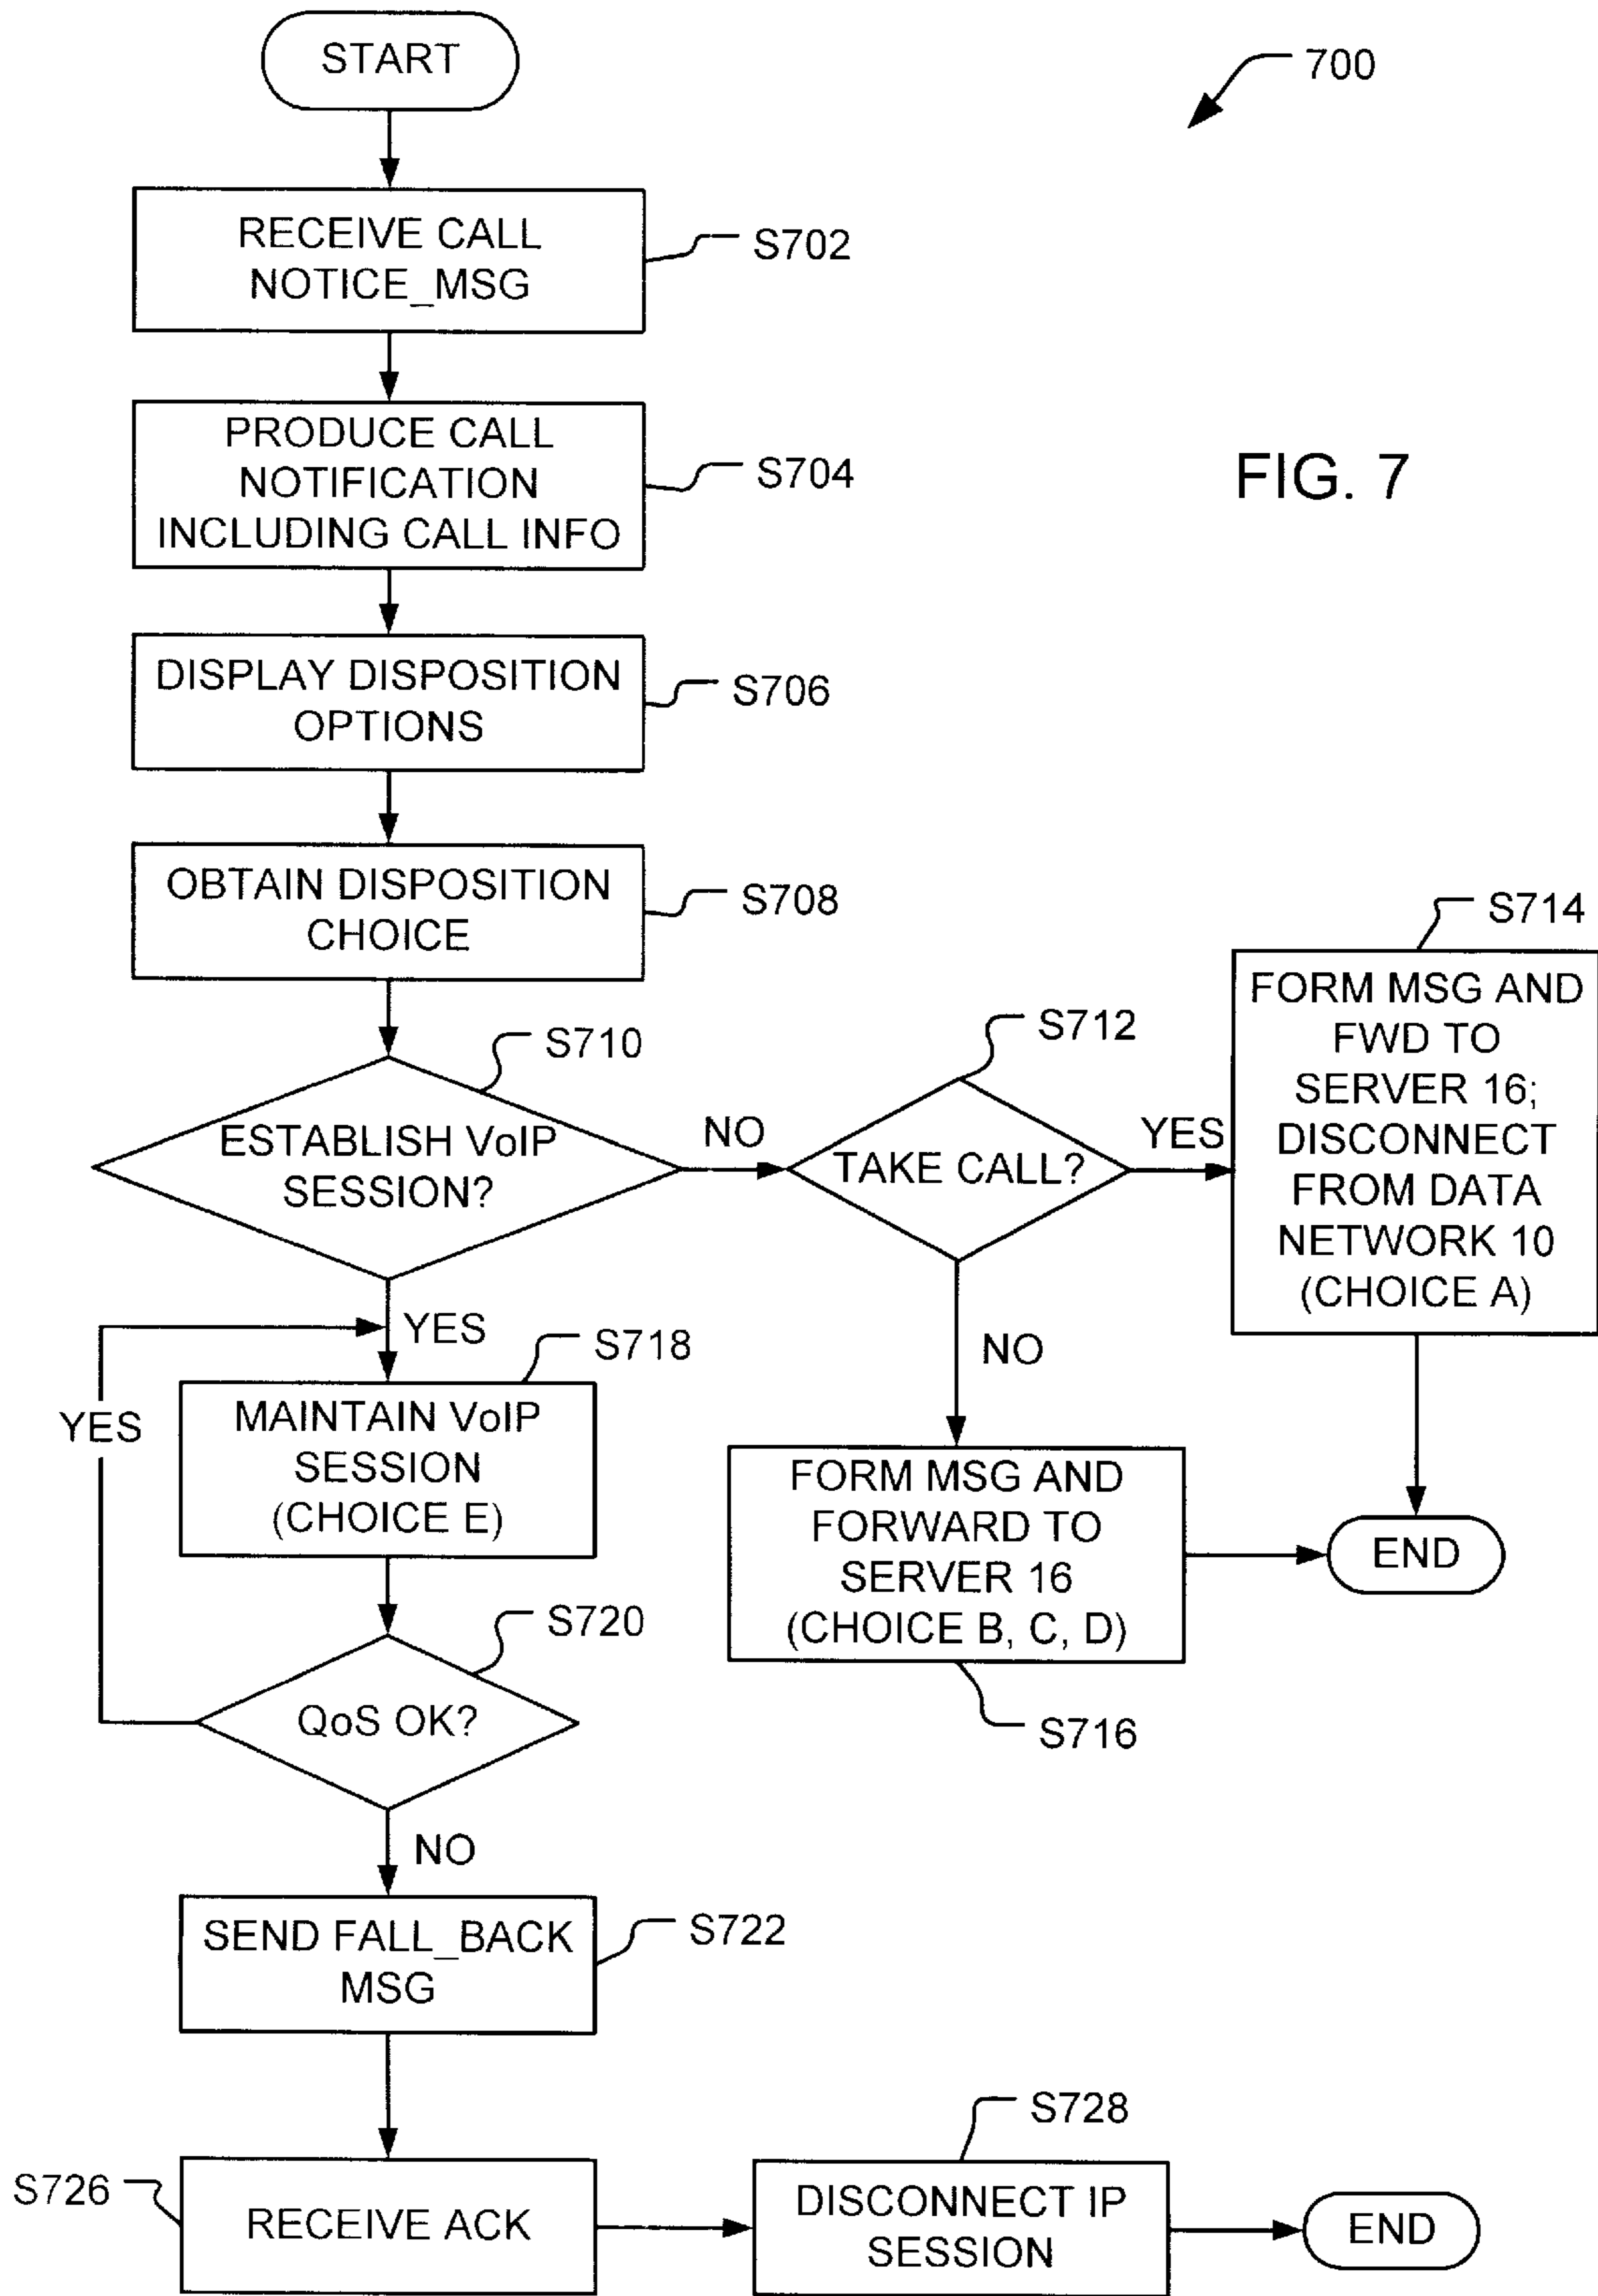 START
700
RECEIVE CALL
NOTICE_MSG
S702
PRODUCE CALL
NOTIFICATION
INCLUDING CALL INFO
S704
FIG. 7
DISPLAY DISPOSITION
OPTIONS
S706
OBTAIN DISPOSITION
CHOICE
S708
S710
ESTABLISH VoIP
SESSION?
NO
S712
TAKE CALL?
YES
S714
FORM MSG AND
FWD TO
SERVER 16;
DISCONNECT
FROM DATA
NETWORK 10
(CHOICE A)
YES
S718
MAINTAIN VoIP
SESSION
(CHOICE E)
YES
NO
FORM MSG AND
FORWARD TO
SERVER 16
(CHOICE B, C, D)
S716
END
S720
QoS OK?
NO
SEND FALL_BACK
MSG
S722
S726
RECEIVE ACK
S728
DISCONNECT IP
SESSION
END